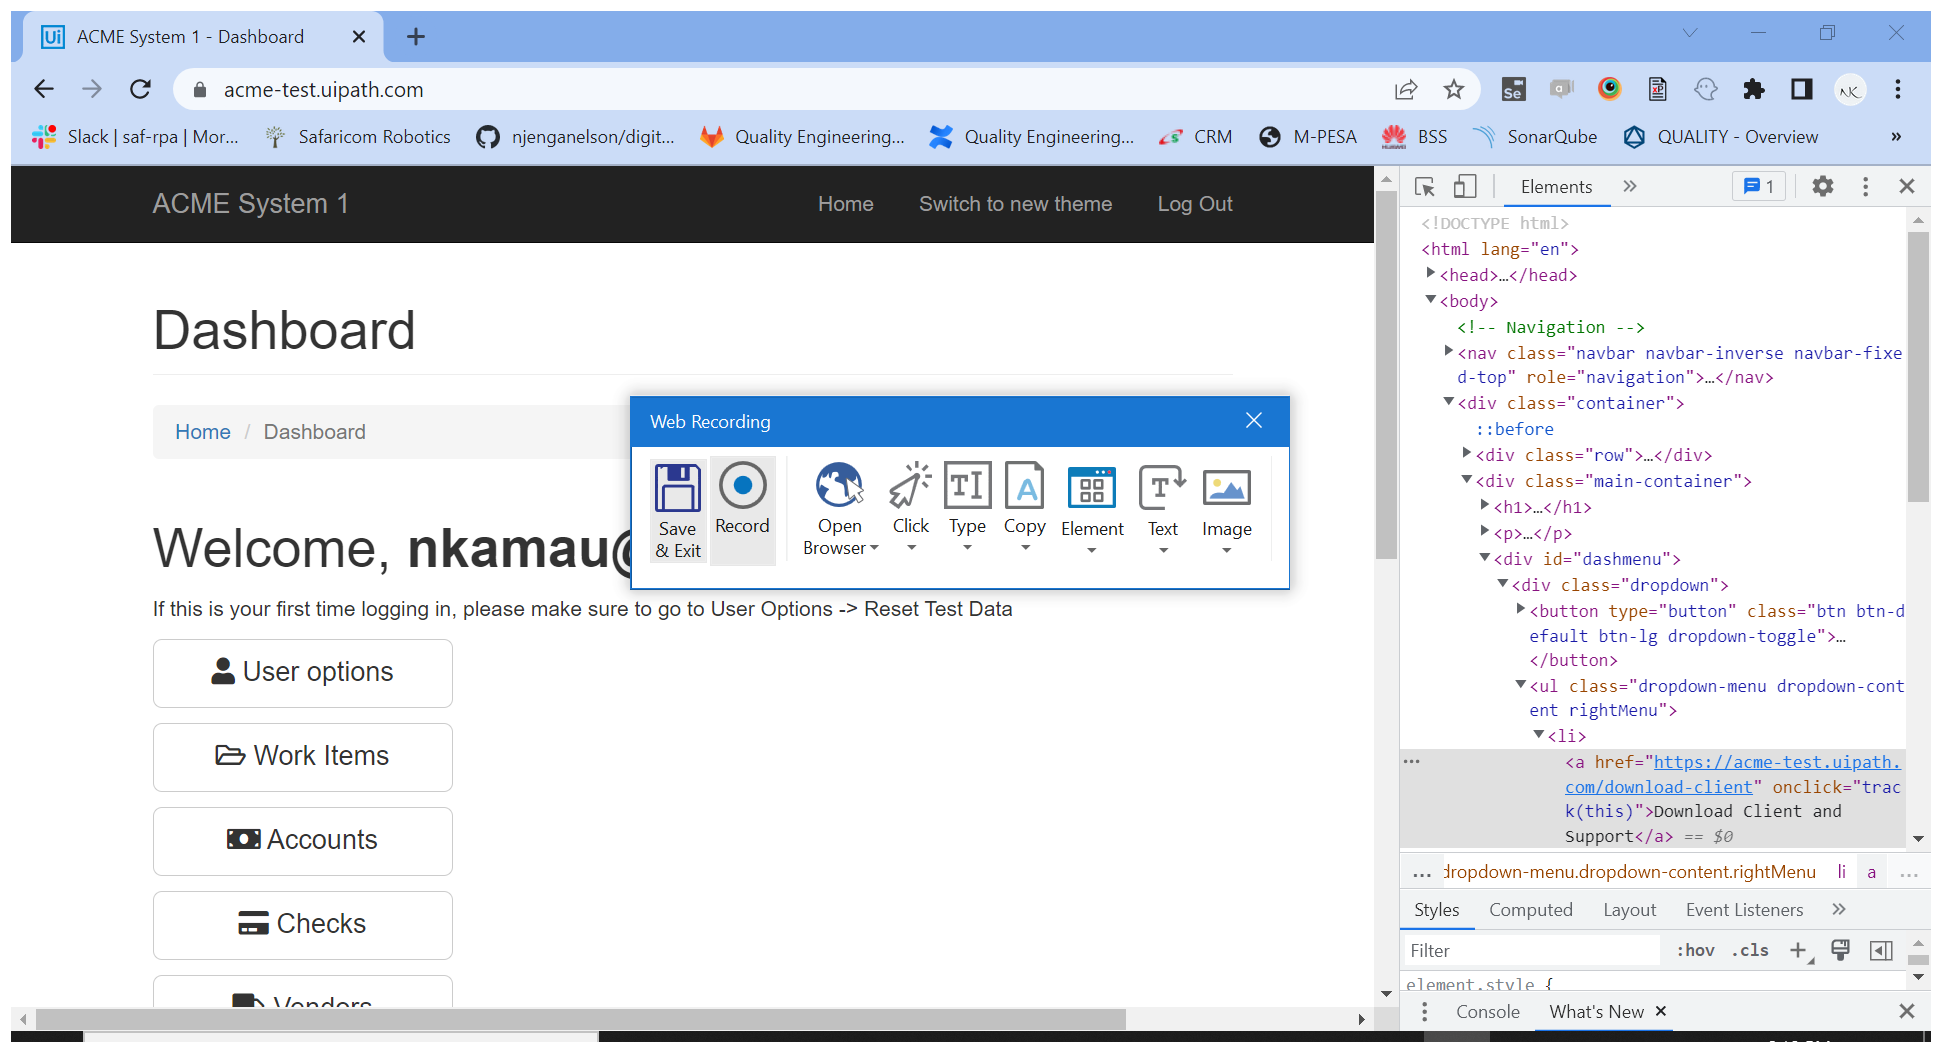 Ui ACME System 1 - Dashboard
acme-test.uipath.com
Se a xP NK
Slack | saf-rpa | Mor... Safaricom Robotics njenganelson/digit... Quality Engineering... Quality Engineering... CRM M-PESA BSS SonarQube QUALITY - Overview »
ACME System 1 Home Switch to new theme Log Out
Dashboard
Home / Dashboard
Welcome, nkamau@
If this is your first time logging in, please make sure to go to User Options -> Reset Test Data
User options
Work Items
Accounts
Checks
Vendors
Web Recording
Save & Exit
Record
Open Browser
Click
Type
Copy
Element
Text
Image
Elements » 1
<!DOCTYPE html>
<html lang="en">
<head>…</head>
<body>
<!-- Navigation -->
<nav class="navbar navbar-inverse navbar-fixe
d-top" role="navigation">…</nav>
<div class="container">
::before
<div class="row">…</div>
<div class="main-container">
<h1>…</h1>
<p>…</p>
<div id="dashmenu">
<div class="dropdown">
<button type="button" class="btn btn-d
efault btn-lg dropdown-toggle">…
</button>
<ul class="dropdown-menu dropdown-cont
ent rightMenu">
<li>
<a href="https://acme-test.uipath.
com/download-client" onclick="trac
k(this)">Download Client and
Support</a> == $0
... dropdown-menu.dropdown-content.rightMenu li a ...
Styles Computed Layout Event Listeners »
Filter :hov .cls +
element.style {
Console What's New